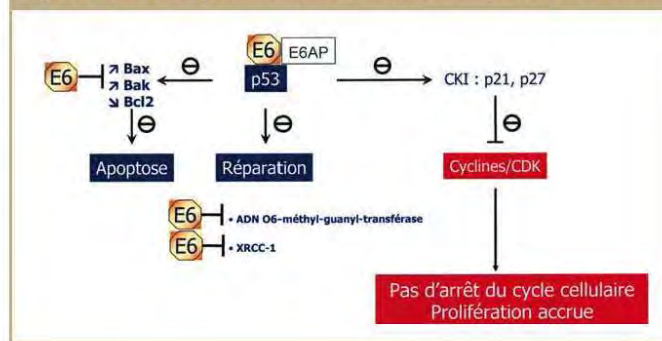 E6 E6AP
E6 ↗ Bax ⊖ p53 ⊖ CKI : p21, p27
↗ Bak
↘ Bcl2
⊖ ⊖ ⊖
Apoptose Réparation Cyclines/CDK
E6 • ADN O6-méthyl-guanyl-transférase
E6 • XRCC-1
Pas d'arrêt du cycle cellulaire
Prolifération accrue